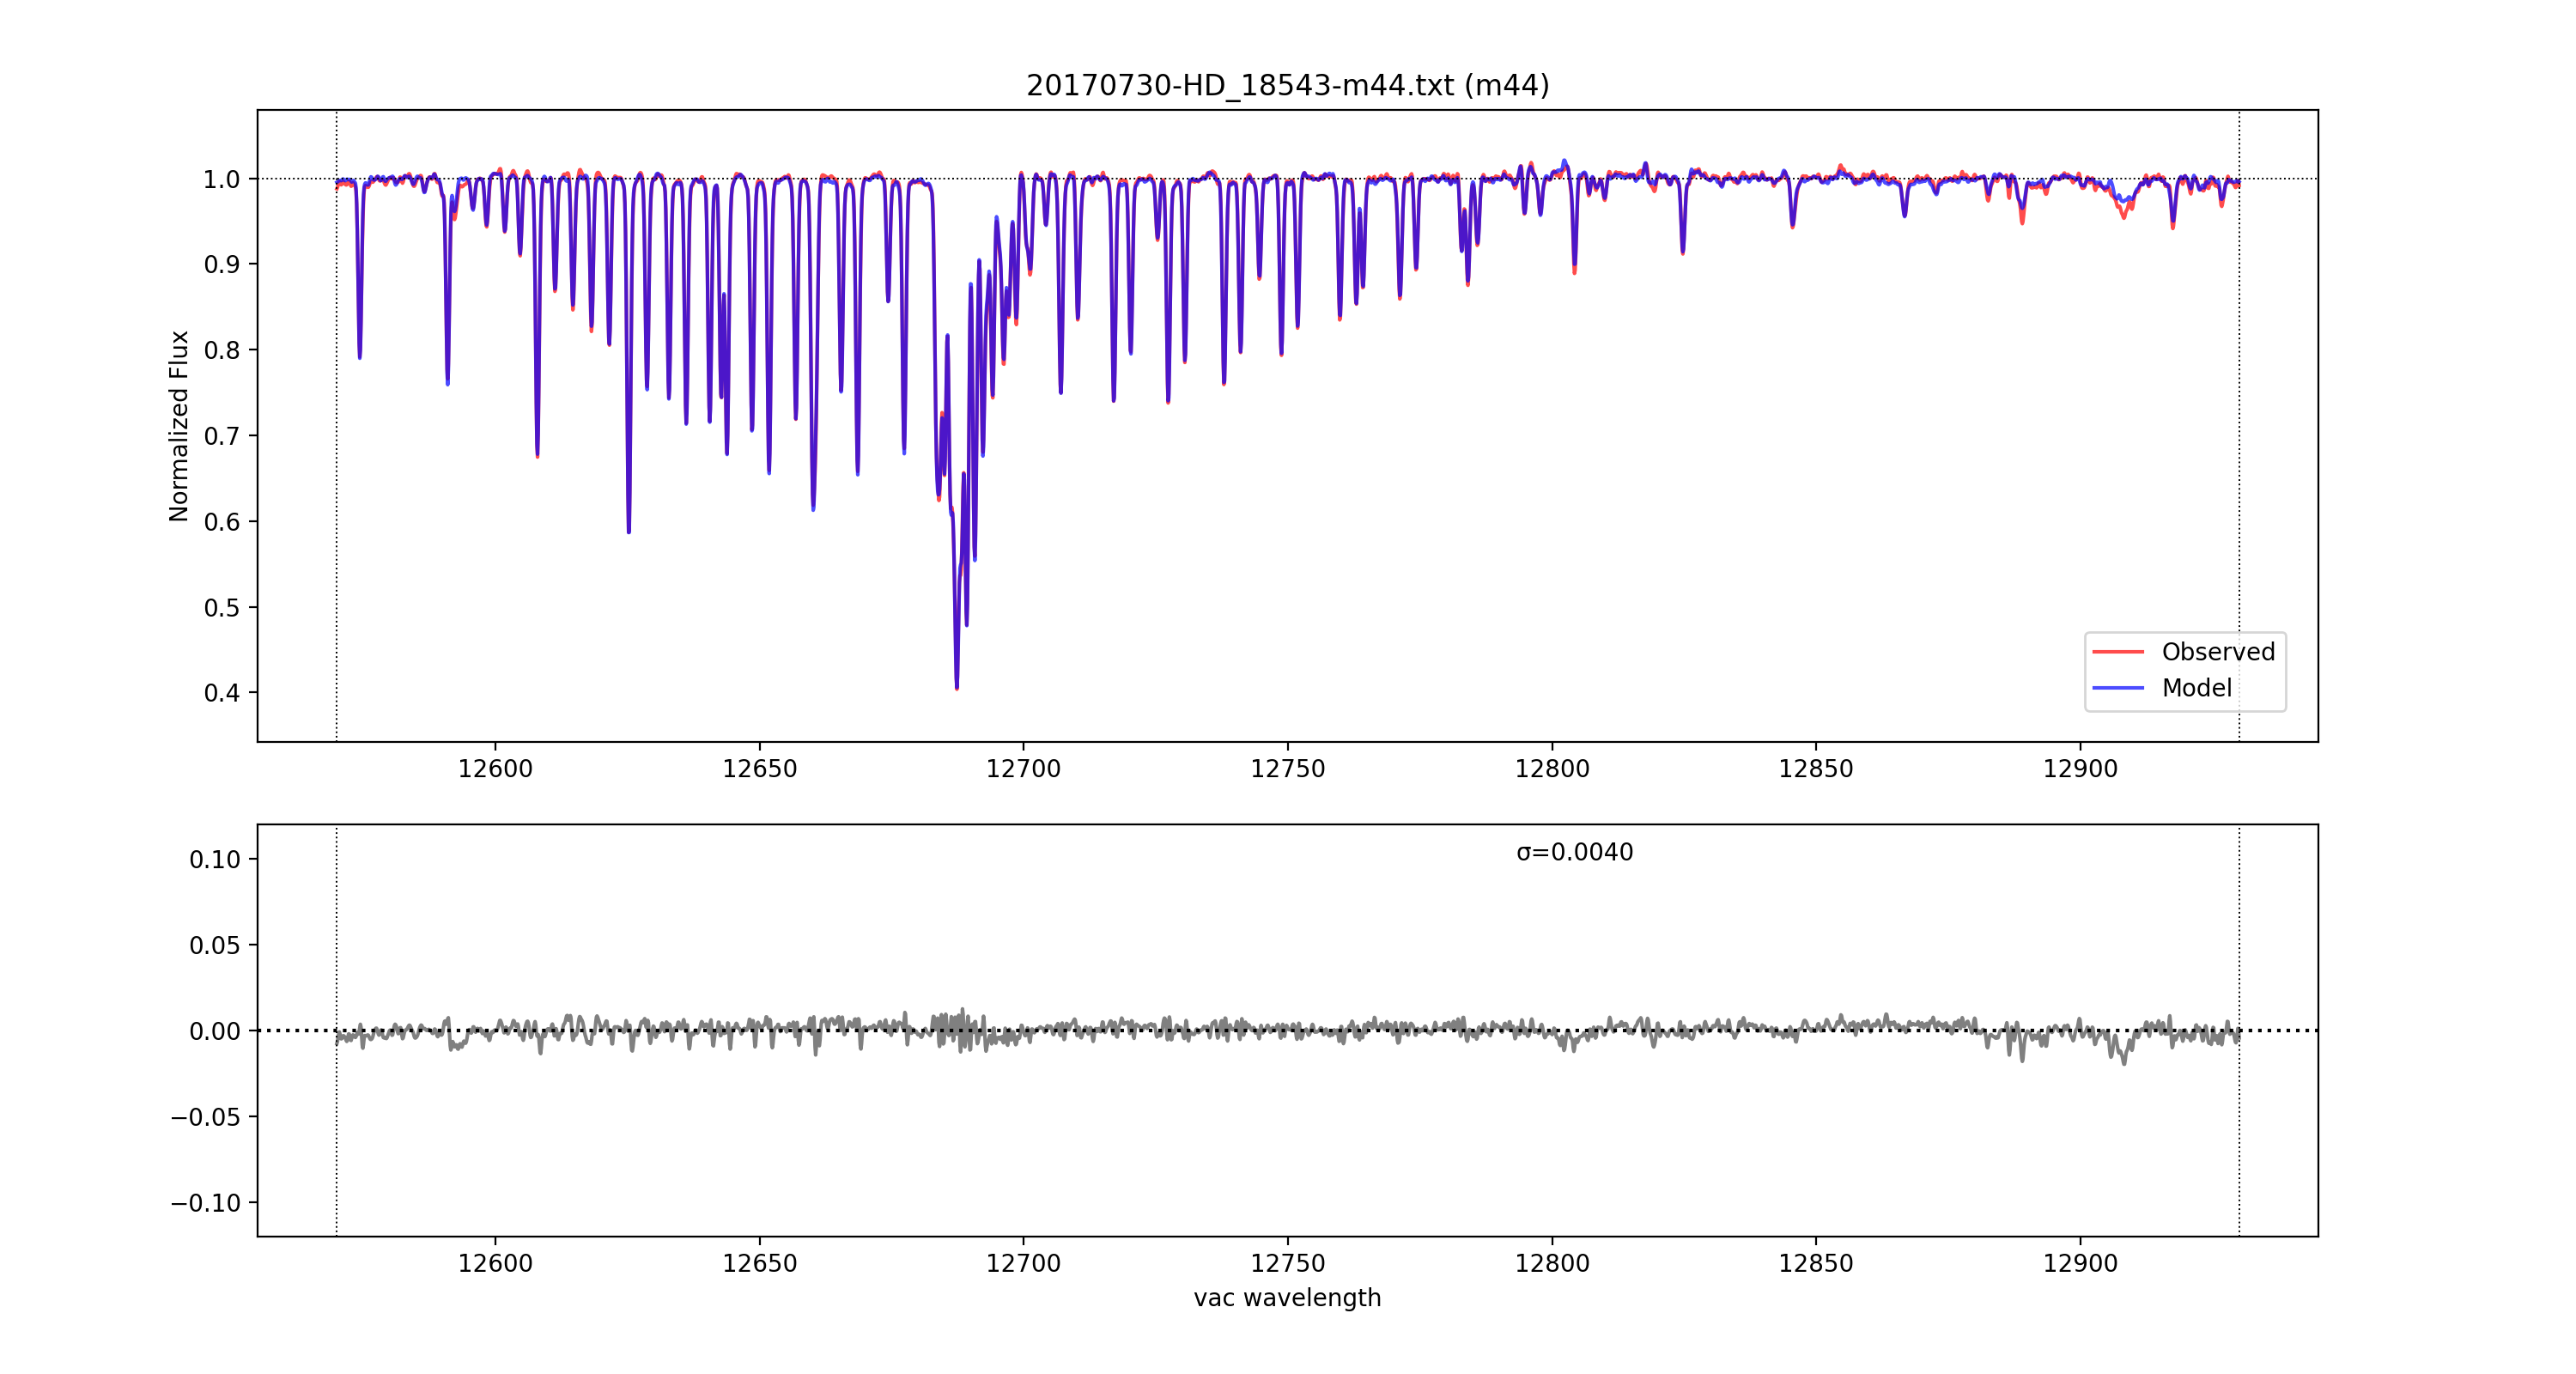 20170730-HD_18543-m44.txt (m44)
Normalized Flux
1.0
0.9
0.8
0.7
0.6
0.5
0.4
Observed
Model
12600 12650 12700 12750 12800 12850 12900
σ=0.0040
0.10
0.05
0.00
−0.05
−0.10
12600 12650 12700 12750 12800 12850 12900
vac wavelength